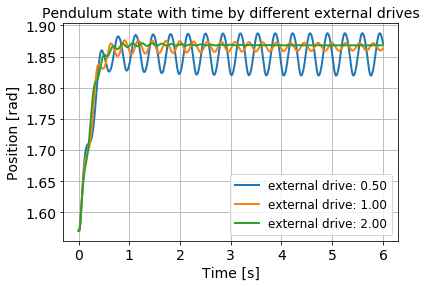 Pendulum state with time by different external drives
Position [rad]
1.90
1.85
1.80
1.75
1.70
1.65
1.60
external drive: 0.50
external drive: 1.00
external drive: 2.00
0 1 2 3 4 5 6
Time [s]